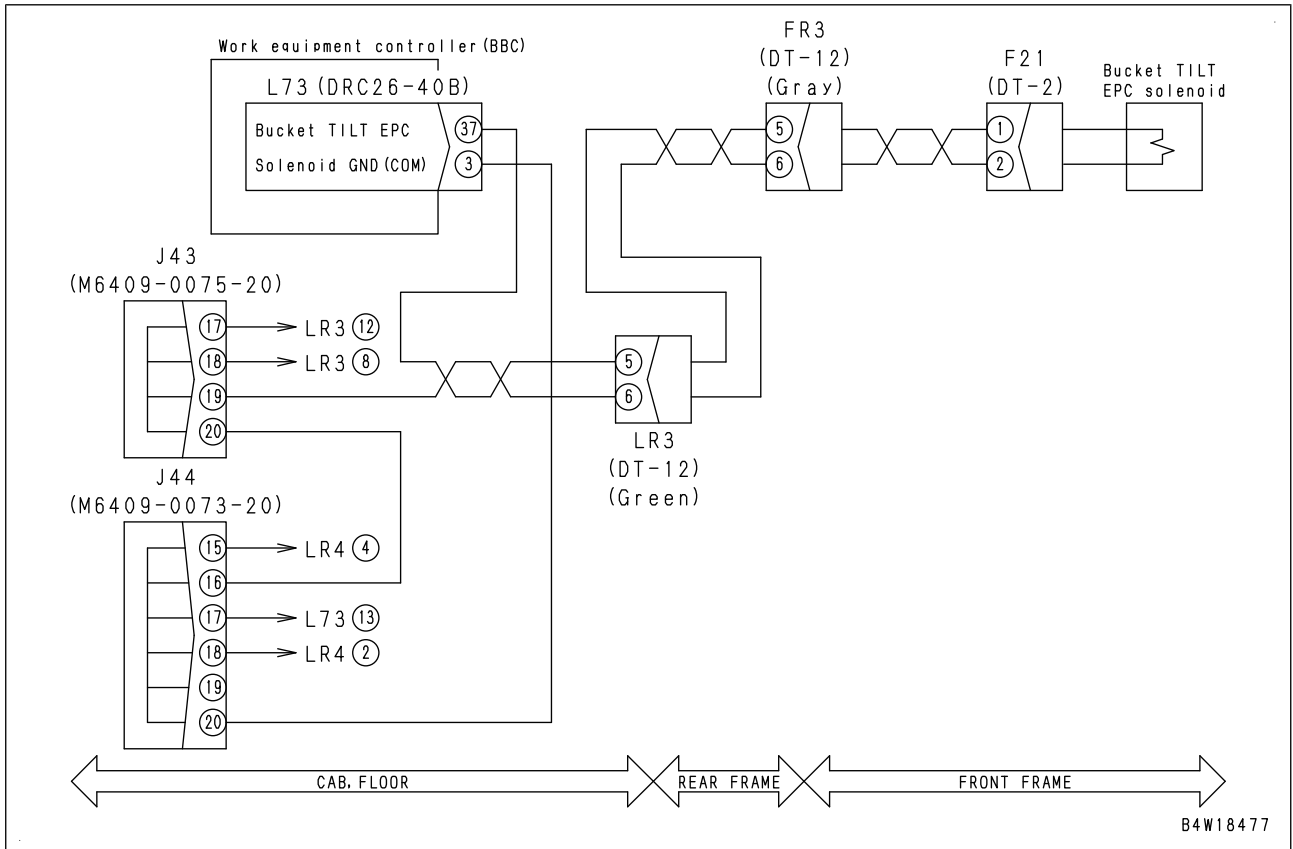 Work equipment controller(BBC)
L73(DRC26-40B)
Bucket TILT EPC 37
Solenoid GND(COM) 3
FR3
(DT-12)
(Gray)
5
6
F21
(DT-2)
1
2
Bucket TILT
EPC solenoid
J43
(M6409-0075-20)
17 LR3 12
18 LR3 8
19
20
5
6
LR3
(DT-12)
(Green)
J44
(M6409-0073-20)
15 LR4 4
16
17 L73 13
18 LR4 2
19
20
CAB, FLOOR
REAR FRAME
FRONT FRAME
B4W18477